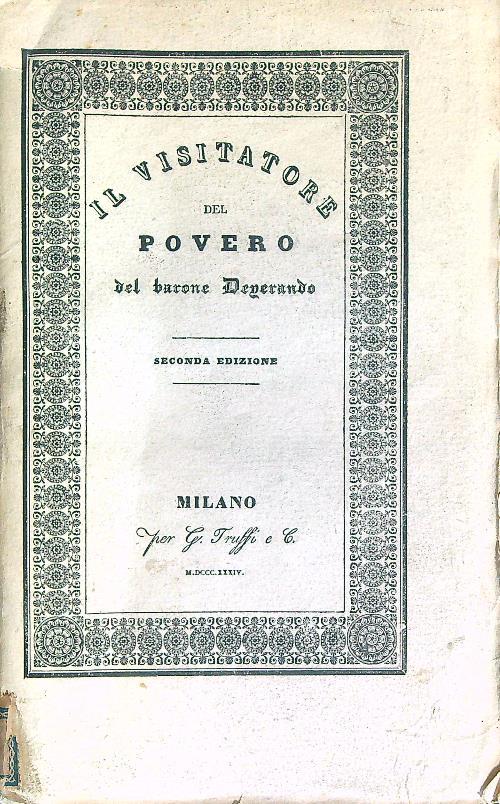 IL VISITATORE
DEL
POVERO
del barone Degerando
SECONDA EDIZIONE
MILANO
per G. Truffi e C.
M.DCCC.XXXIV.